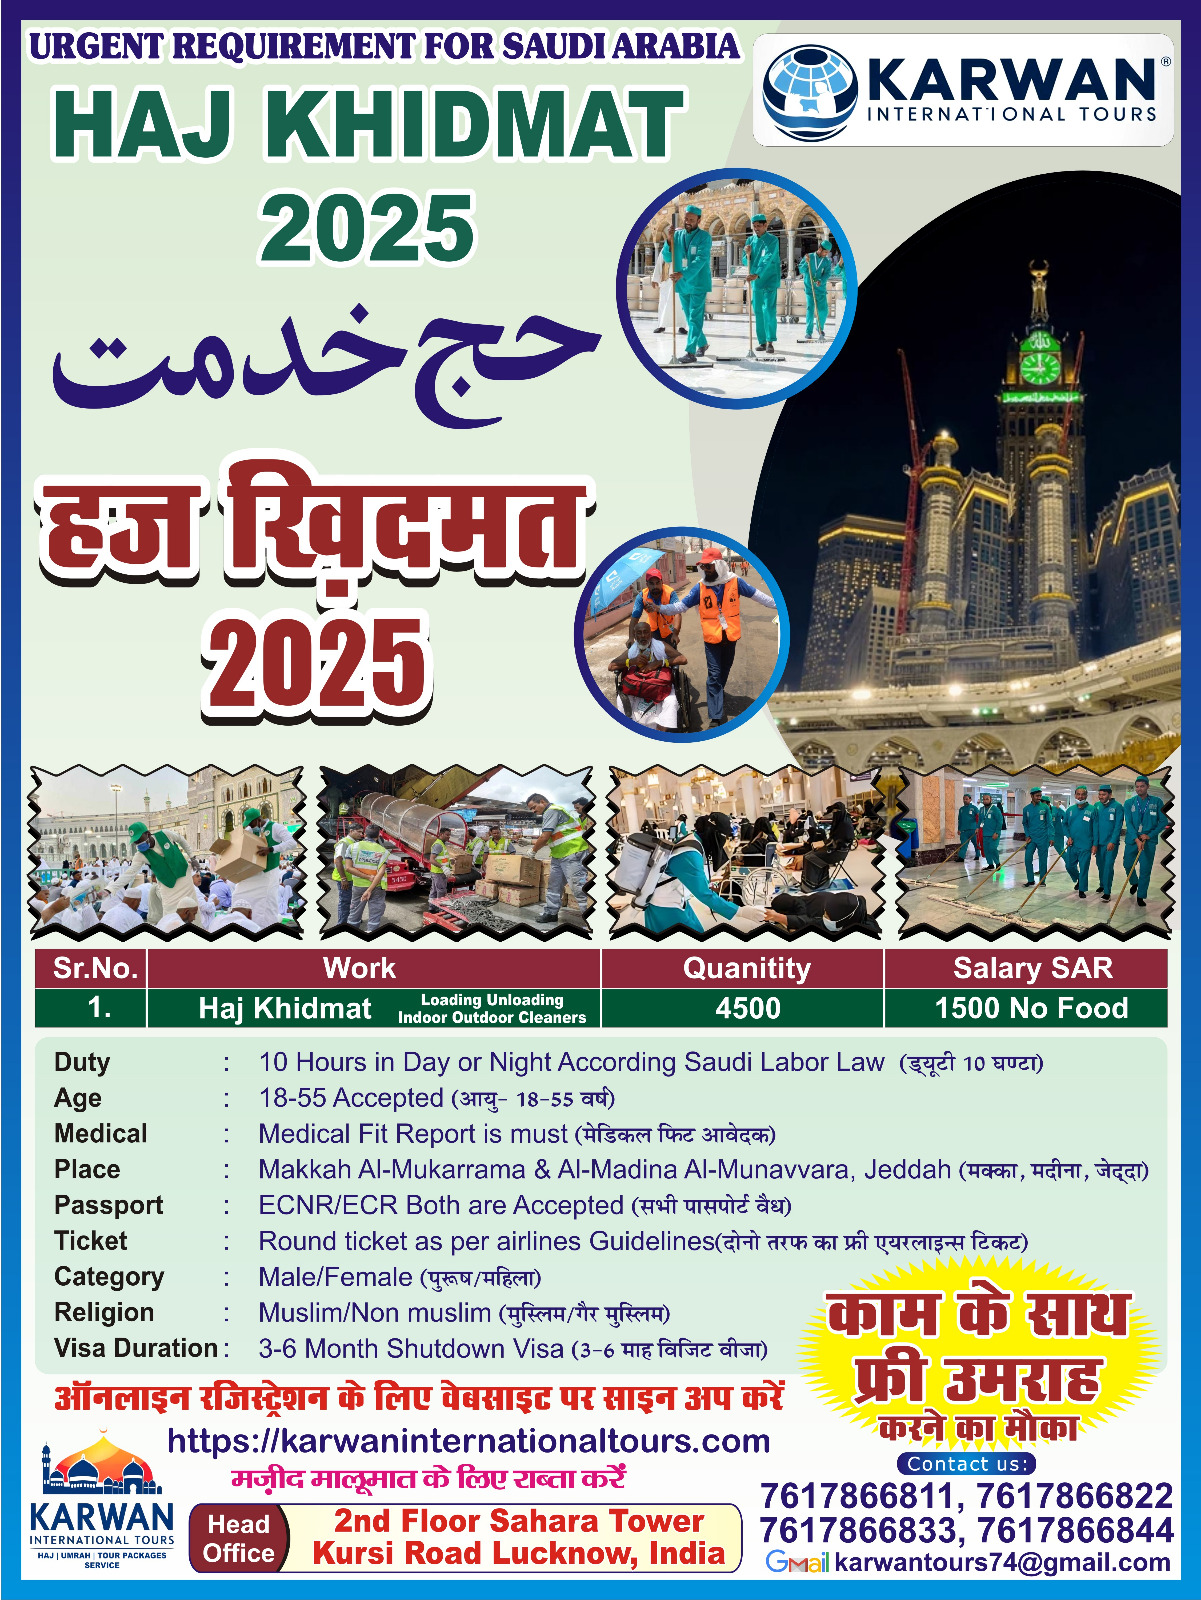 URGENT REQUIREMENT FOR SAUDI ARABIA
KARWAN®
INTERNATIONAL TOURS
HAJ KHIDMAT
2025
حج خدمت
हज ख़िदमत
2025
Sr.No. Work Quanitity Salary SAR
1. Haj Khidmat Loading Unloading Indoor Outdoor Cleaners 4500 1500 No Food
Duty : 10 Hours in Day or Night According Saudi Labor Law (ड्यूटी 10 घण्टा)
Age : 18-55 Accepted (आयु- 18-55 वर्ष)
Medical : Medical Fit Report is must (मेडिकल फिट आवेदक)
Place : Makkah Al-Mukarrama & Al-Madina Al-Munavvara, Jeddah (मक्का, मदीना, जेद्दा)
Passport : ECNR/ECR Both are Accepted (सभी पासपोर्ट वैध)
Ticket : Round ticket as per airlines Guidelines(दोनो तरफ का फ्री एयरलाइन्स टिकट)
Category : Male/Female (पुरूष/महिला)
Religion : Muslim/Non muslim (मुस्लिम/गैर मुस्लिम)
Visa Duration : 3-6 Month Shutdown Visa (3-6 माह विजिट वीजा)
काम के साथ
फ्री उमराह
करने का मौका
ऑनलाइन रजिस्ट्रेशन के लिए वेबसाइट पर साइन अप करें
https://karwaninternationaltours.com
मज़ीद मालूमात के लिए राब्ता करें
KARWAN
INTERNATIONAL TOURS
HAJ | UMRAH | TOUR PACKAGES
SERVICE
Head
Office
2nd Floor Sahara Tower
Kursi Road Lucknow, India
Contact us:
7617866811, 7617866822
7617866833, 7617866844
Gmail karwantours74@gmail.com